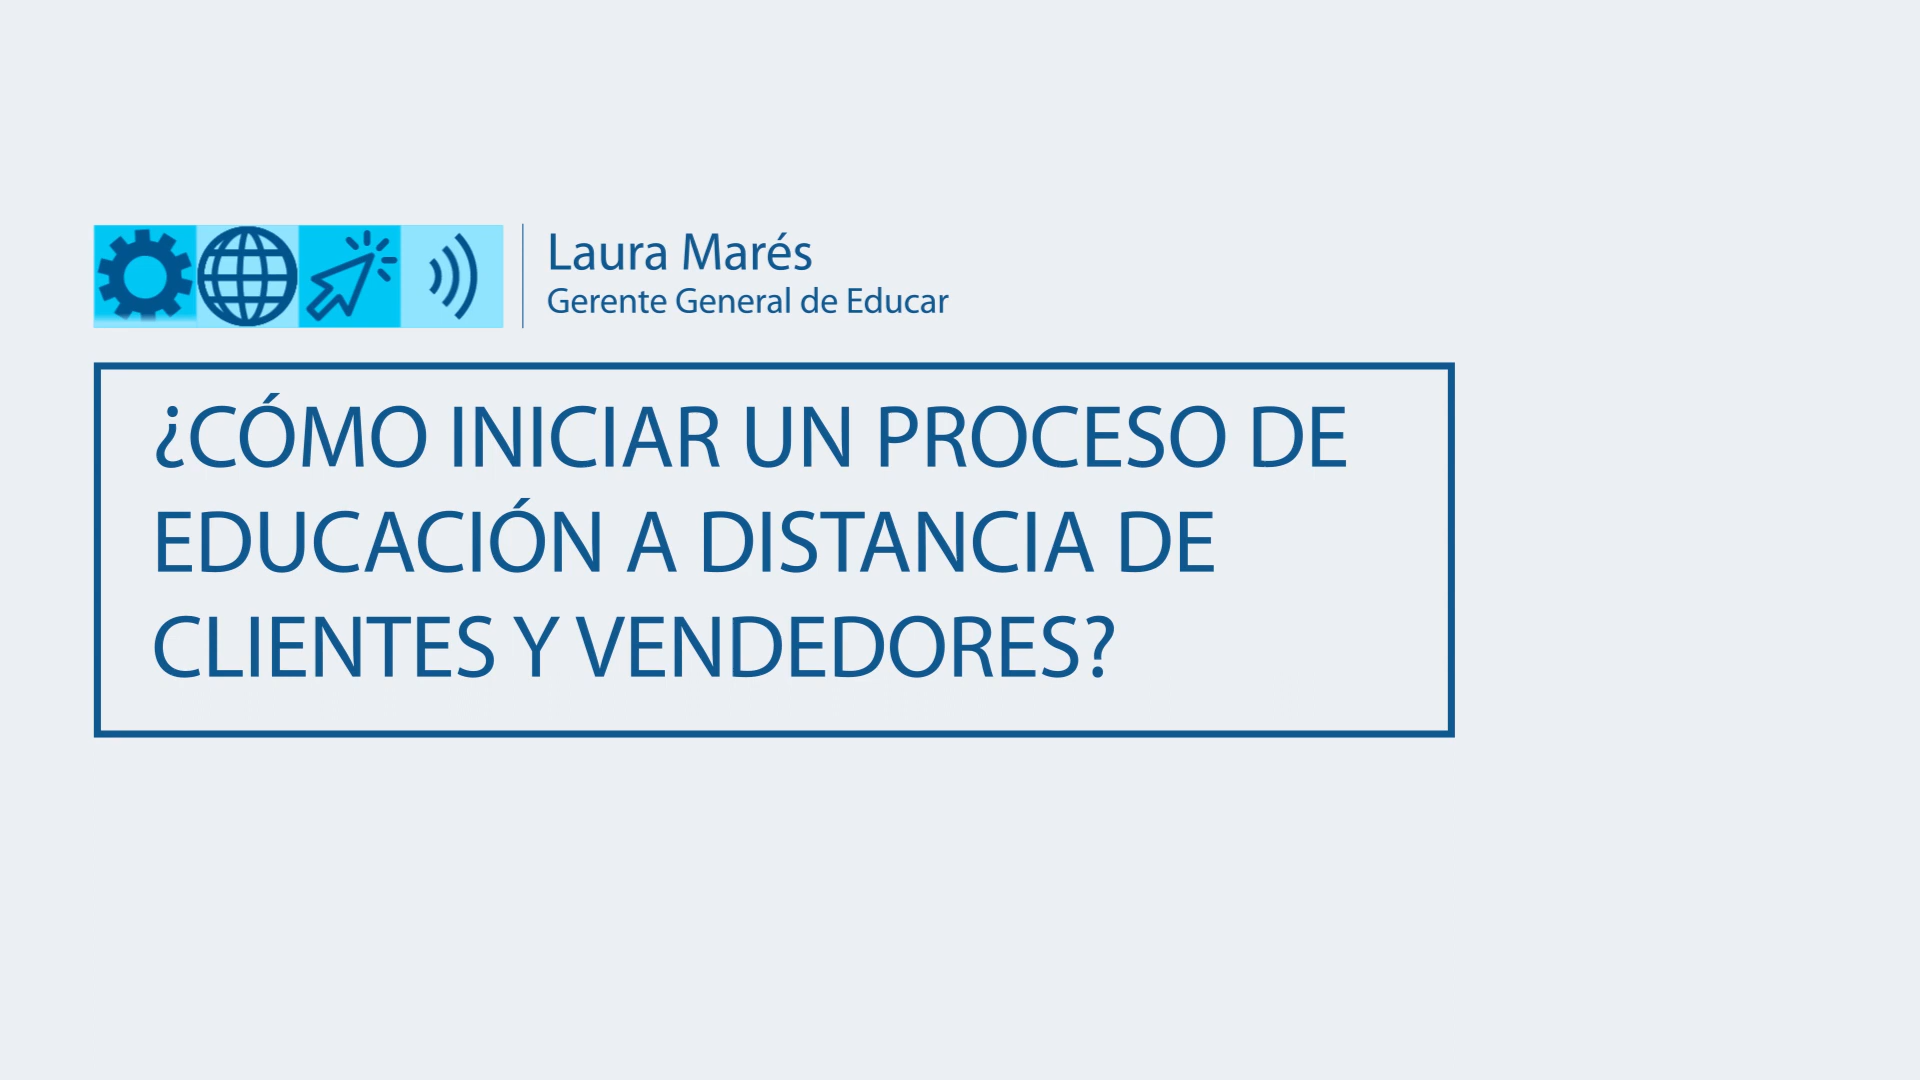 Laura Marés
Gerente General de Educar
¿CÓMO INICIAR UN PROCESO DE
EDUCACIÓN A DISTANCIA DE
CLIENTES Y VENDEDORES?